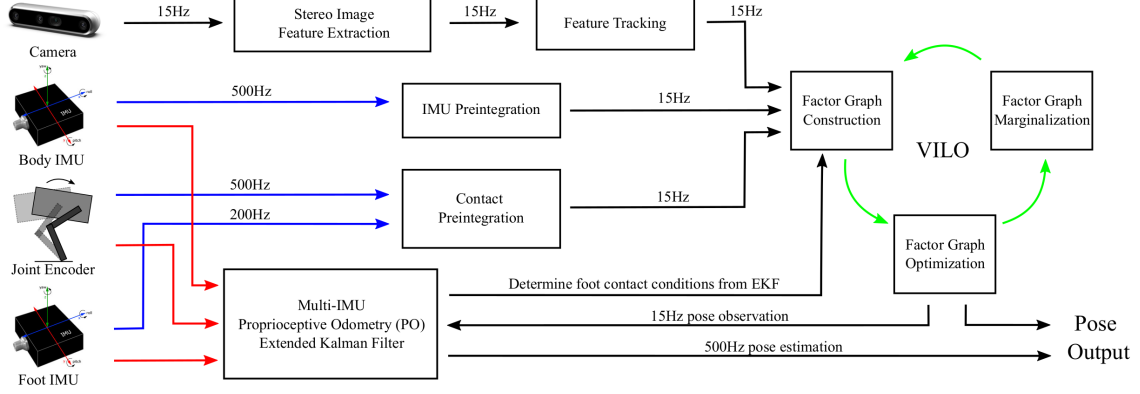 15Hz
Stereo Image
Feature Extraction
15Hz
Feature Tracking
15Hz
Camera
500Hz
IMU Preintegration
15Hz
Factor Graph
Construction
Factor Graph
Marginalization
IMU
Body IMU
VILO
500Hz
200Hz
Contact
Preintegration
15Hz
Joint Encoder
Factor Graph
Optimization
Multi-IMU
Proprioceptive Odometry (PO)
Extended Kalman Filter
Determine foot contact conditions from EKF
15Hz pose observation
500Hz pose estimation
Pose
Output
IMU
Foot IMU